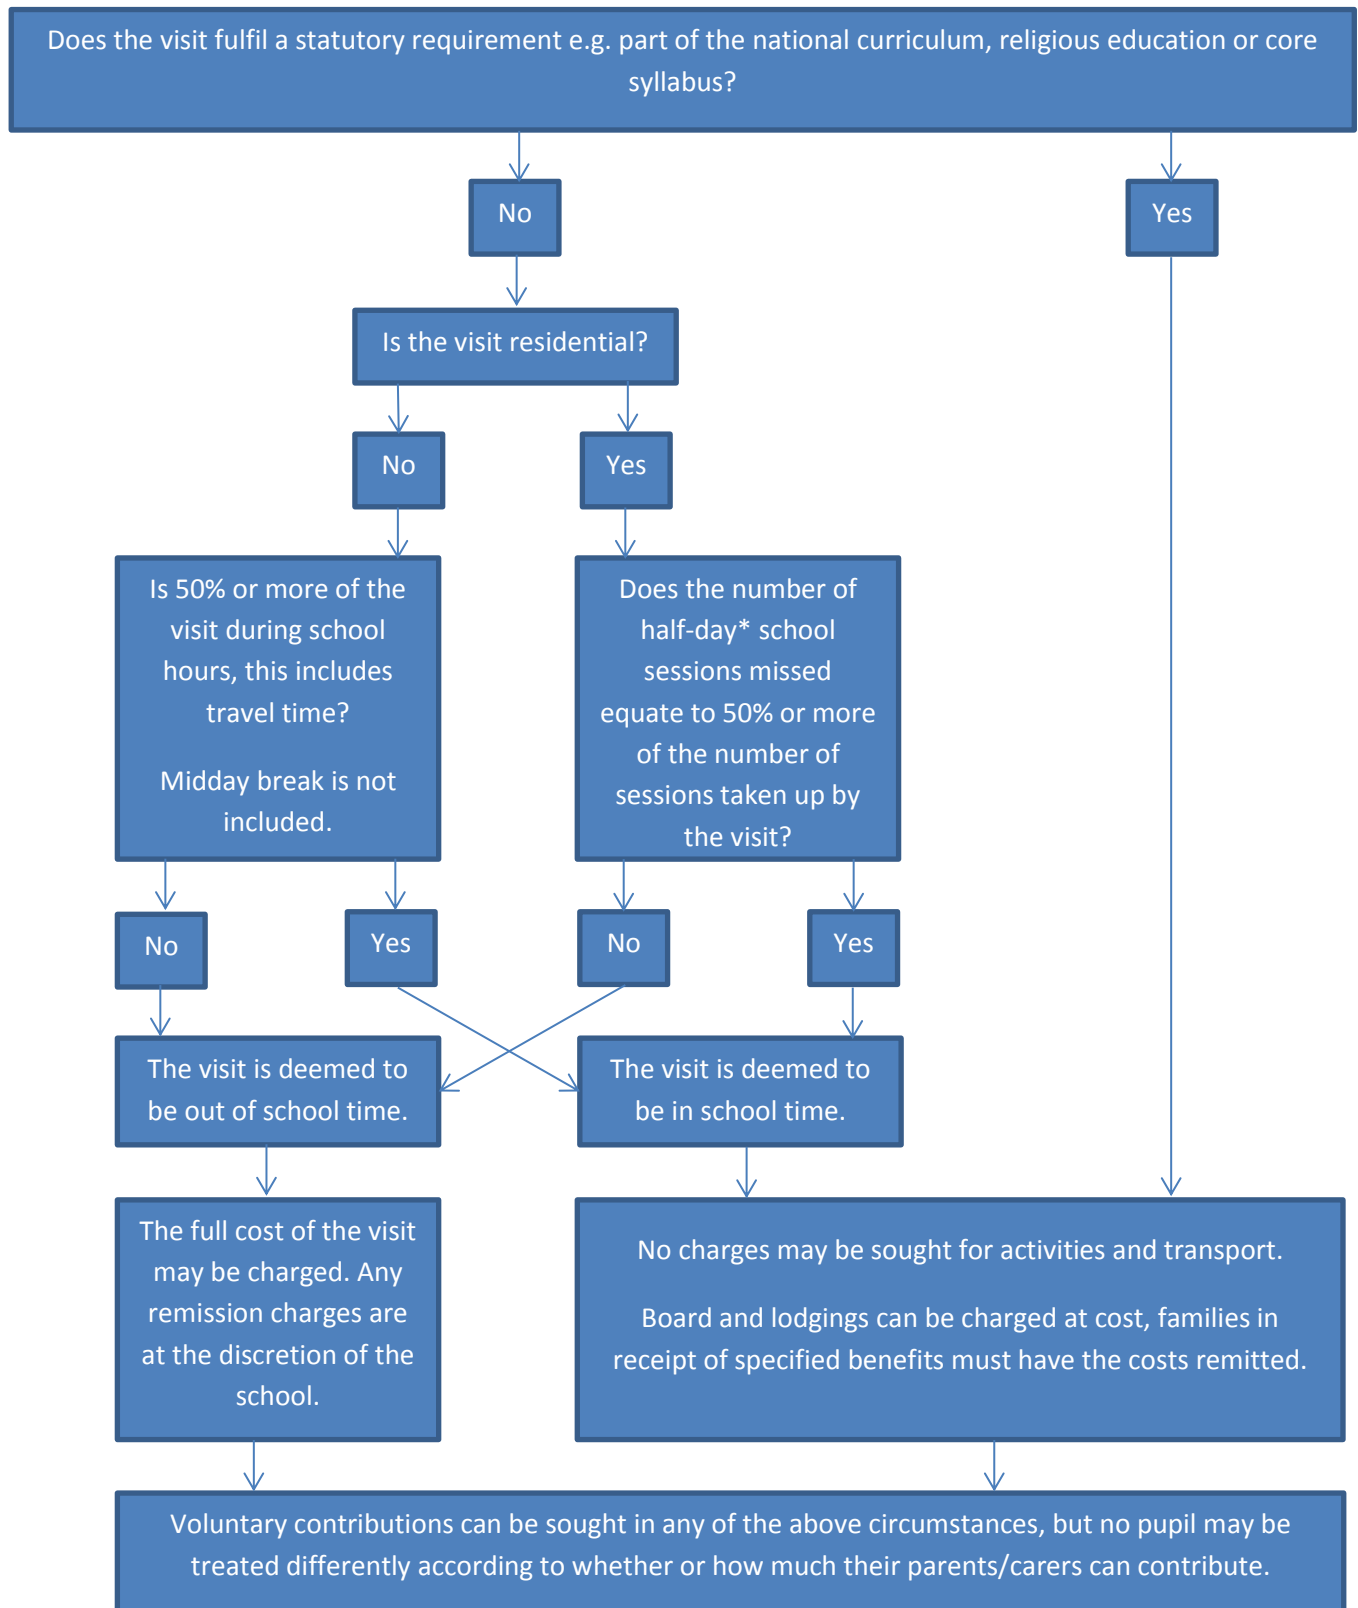 Does the visit fulfil a statutory requirement e.g. part of the national curriculum, religious education or core
syllabus?
No
Yes
Is the visit residential?
No
Yes
Is 50% or more of the
visit during school
hours, this includes
travel time?
Midday break is not
included.
Does the number of
half-day* school
sessions missed
equate to 50% or more
of the number of
sessions taken up by
the visit?
No
Yes
No
Yes
The visit is deemed to
be out of school time.
The visit is deemed to
be in school time.
The full cost of the visit
may be charged. Any
remission charges are
at the discretion of the
school.
No charges may be sought for activities and transport.
Board and lodgings can be charged at cost, families in
receipt of specified benefits must have the costs remitted.
Voluntary contributions can be sought in any of the above circumstances, but no pupil may be
treated differently according to whether or how much their parents/carers can contribute.